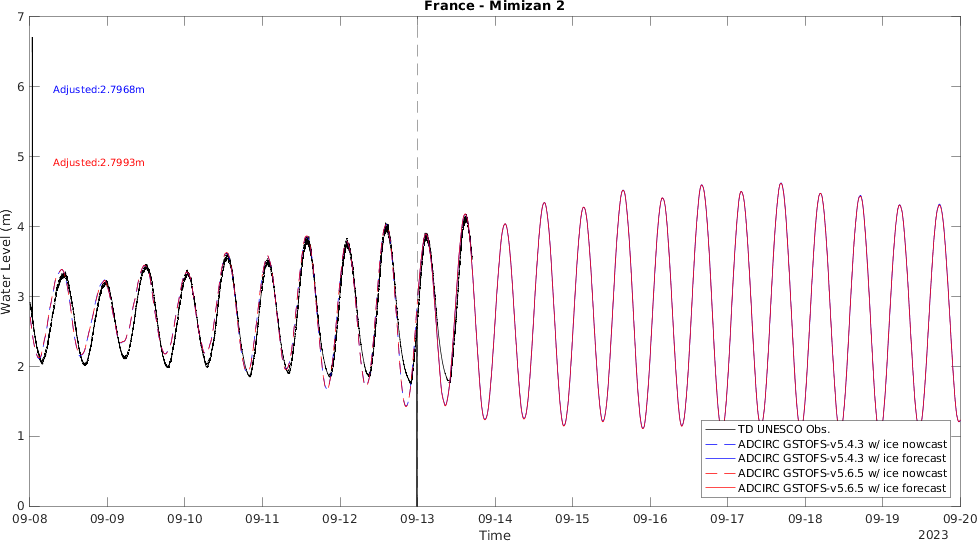 France - Mimizan 2
7
6
5
4
3
2
1
0
Water Level (m)
Adjusted:2.7968m
Adjusted:2.7993m
TD UNESCO Obs.
ADCIRC GSTOFS-v5.4.3 w/ ice nowcast
ADCIRC GSTOFS-v5.4.3 w/ ice forecast
ADCIRC GSTOFS-v5.6.5 w/ ice nowcast
ADCIRC GSTOFS-v5.6.5 w/ ice forecast
09-08 09-09 09-10 09-11 09-12 09-13 09-14 09-15 09-16 09-17 09-18 09-19 09-20
Time
2023